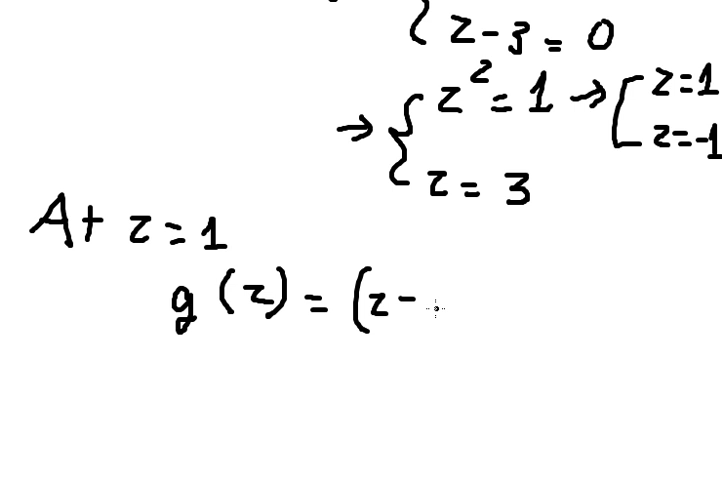 { z - 3 = 0
→ { z² = 1 → [ z = 1
z = -1
z = 3
At z = 1
g(z) = (z -